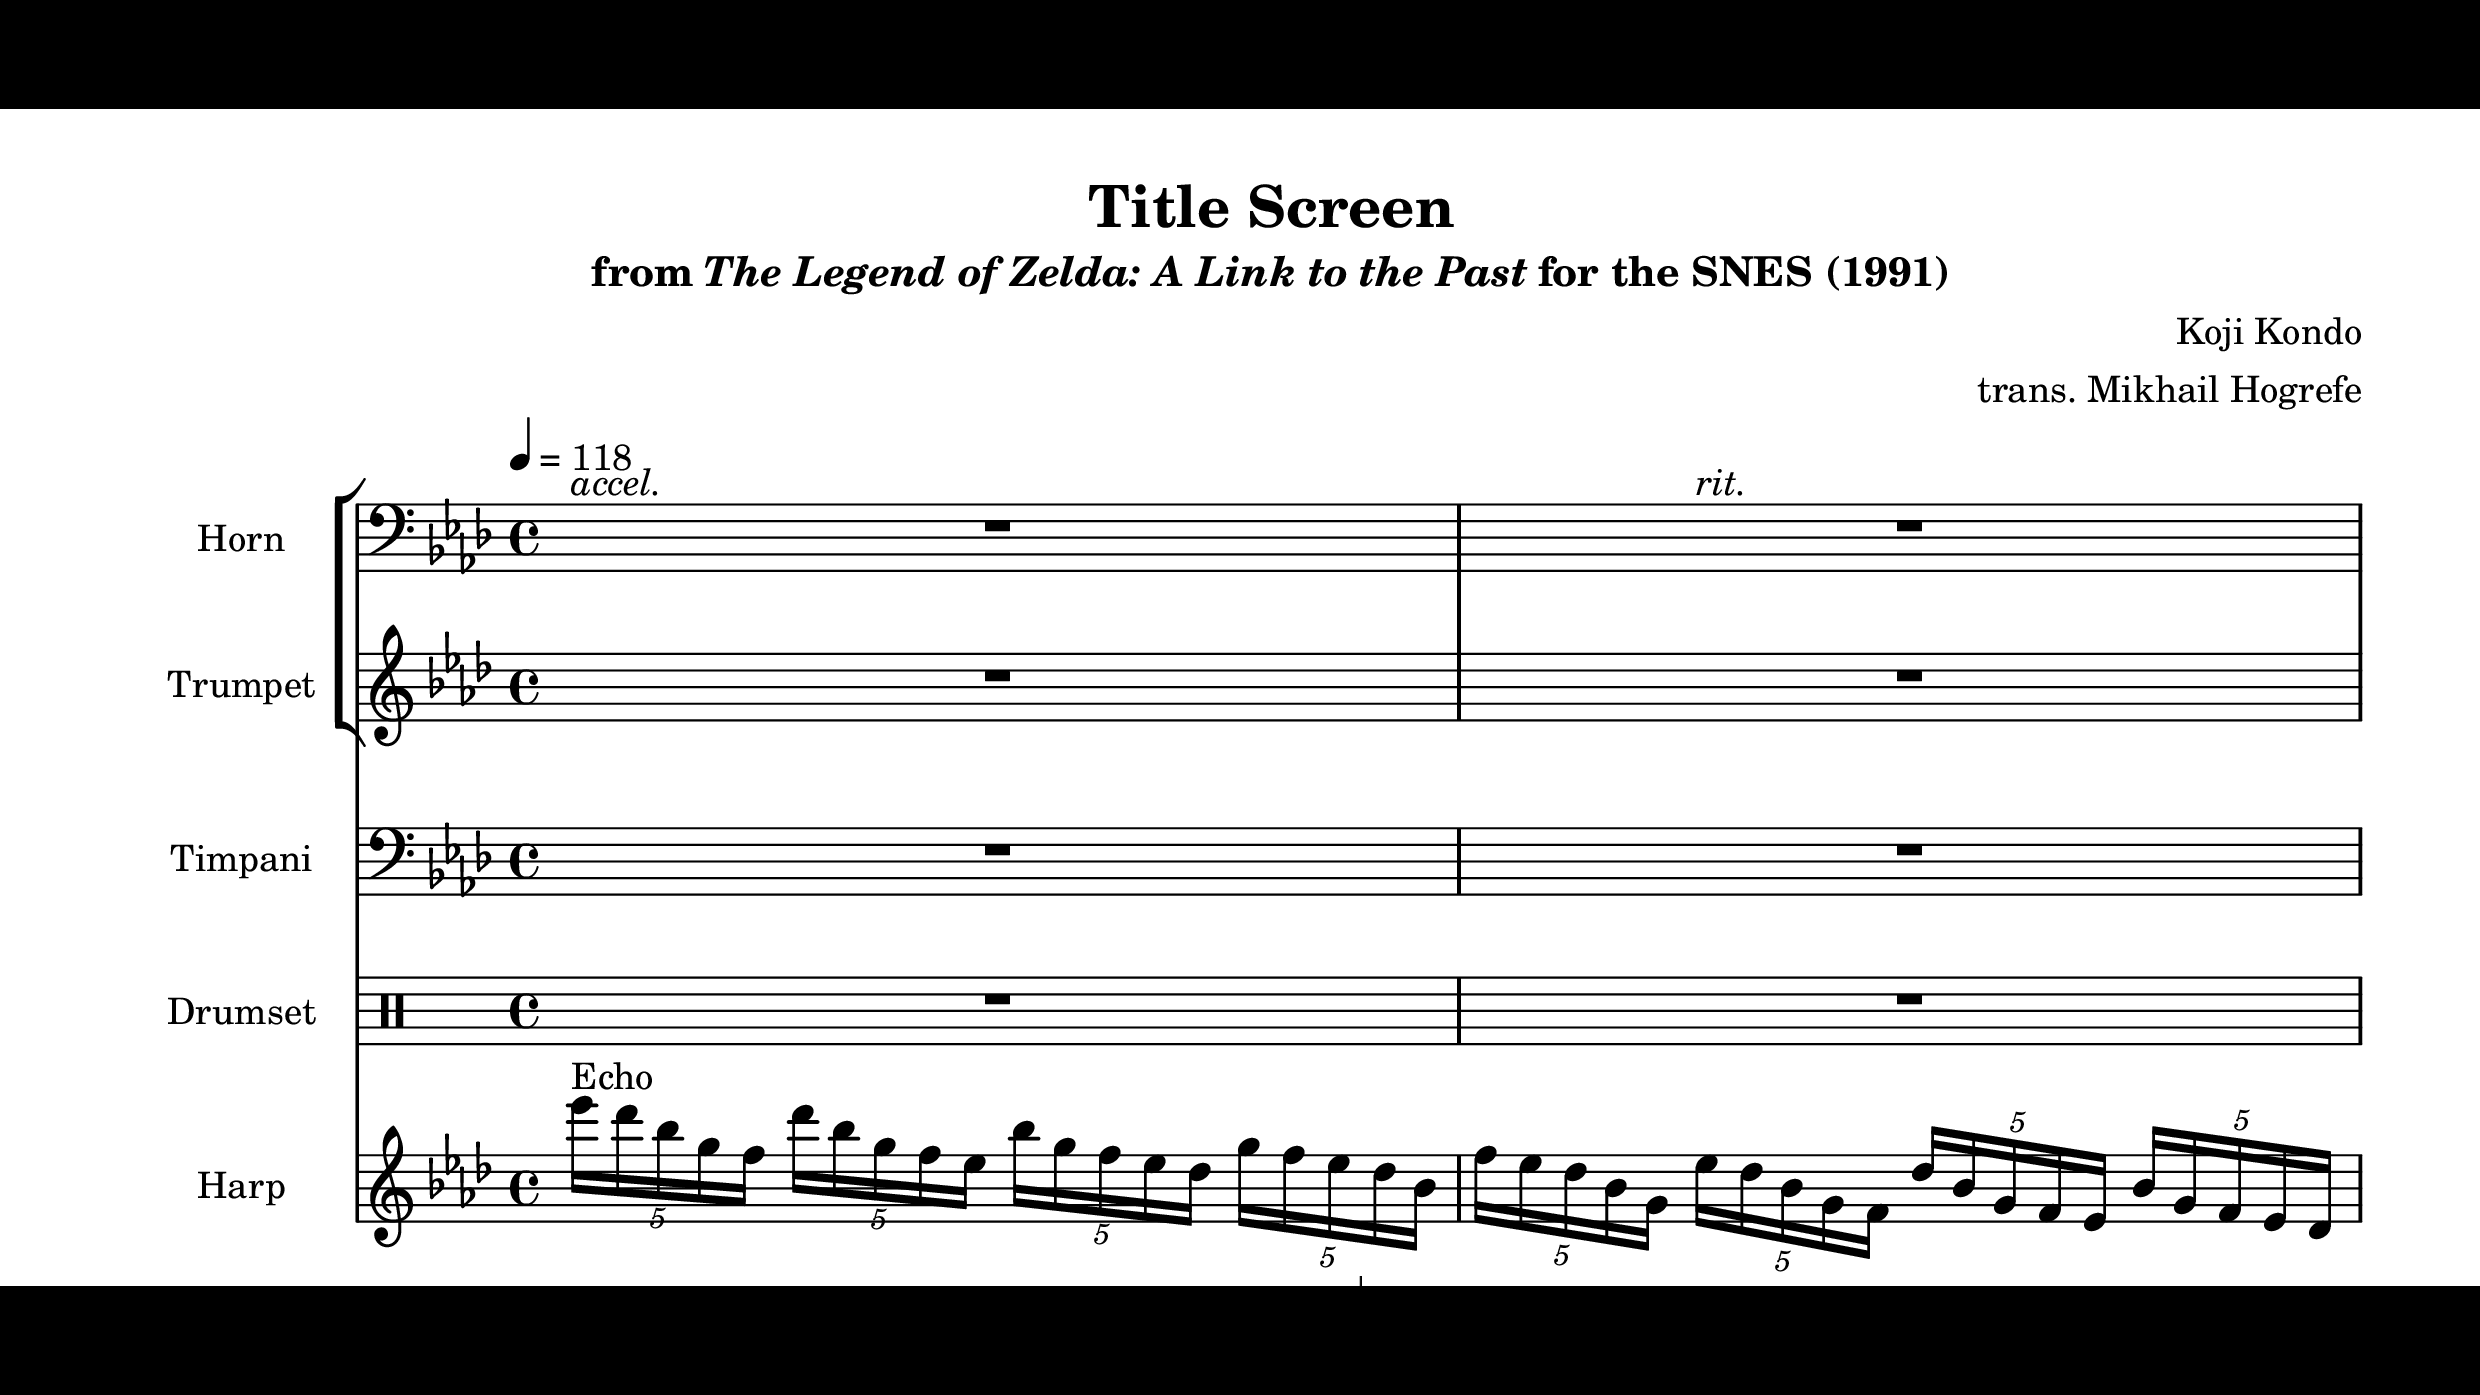 Title Screen
from The Legend of Zelda: A Link to the Past for the SNES (1991)
Koji Kondo
trans. Mikhail Hogrefe
= 118
accel.
rit.
Horn
Trumpet
Timpani
Drumset
Echo
Harp
5 5
5 5 5 5 5 5